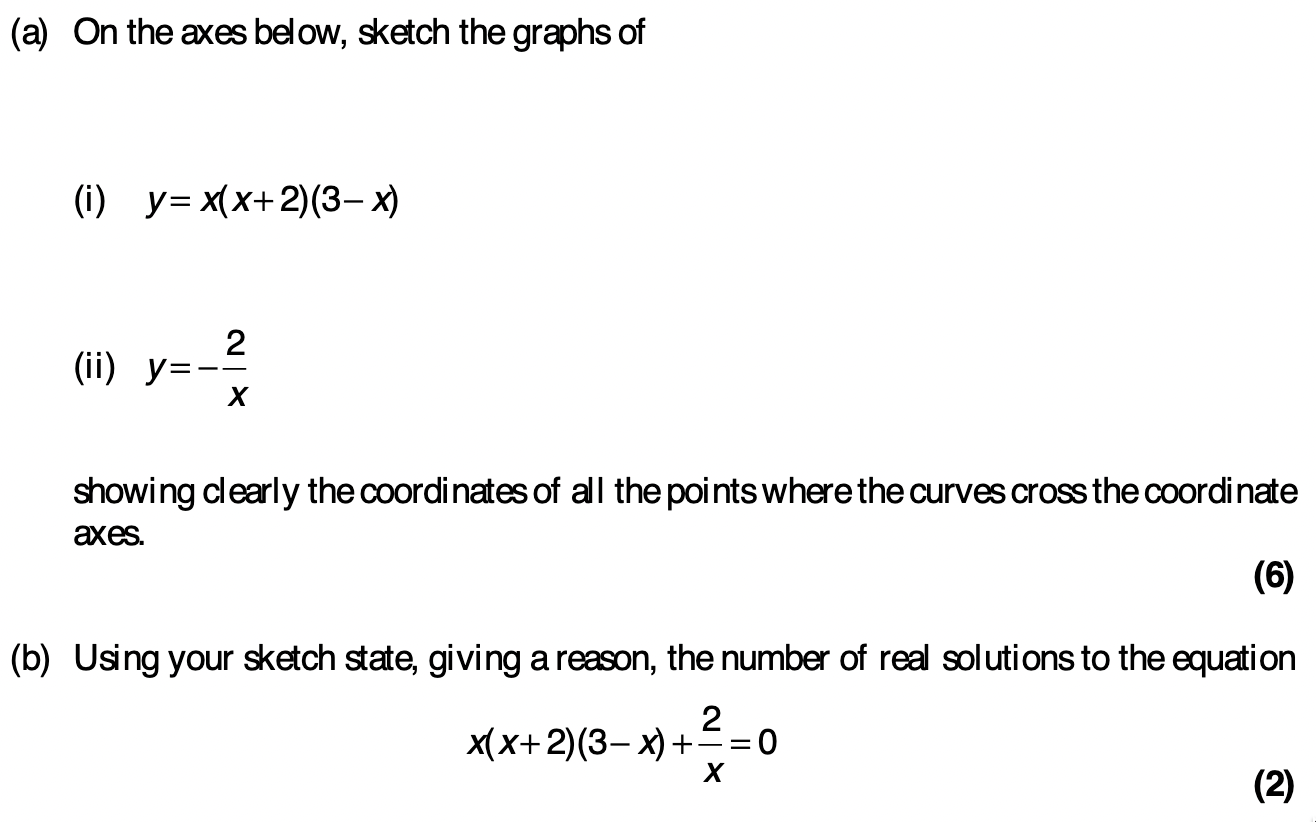 (a) On the axes below, sketch the graphs of
(i) y = x(x + 2)(3 − x)
(ii) y = − 2/x
showing clearly the coordinates of all the points where the curves cross the coordinate
axes.
(6)
(b) Using your sketch state, giving a reason, the number of real solutions to the equation
x(x + 2)(3 − x) + 2/x = 0
(2)